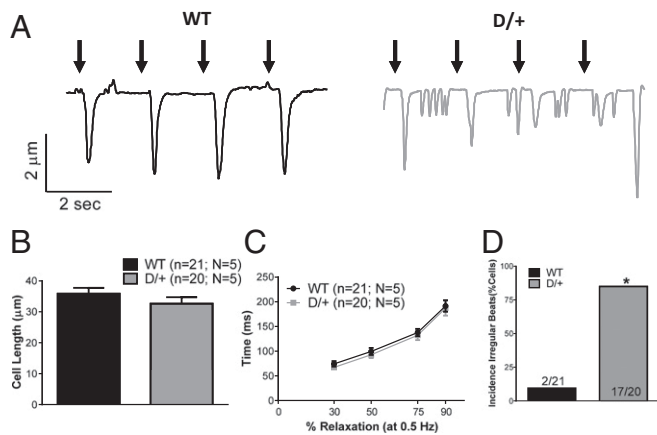 A
WT
D/+
2 µm
2 sec
B
WT (n=21; N=5)
D/+ (n=20; N=5)
Cell Length (µm)
40
30
20
10
0
C
WT (n=21; N=5)
D/+ (n=20; N=5)
Time (ms)
250
200
150
100
50
0
0
30
50
75
90
% Relaxation (at 0.5 Hz)
D
WT
D/+
Incidence Irregular Beats(%Cells)
100
75
50
25
0
*
2/21
17/20